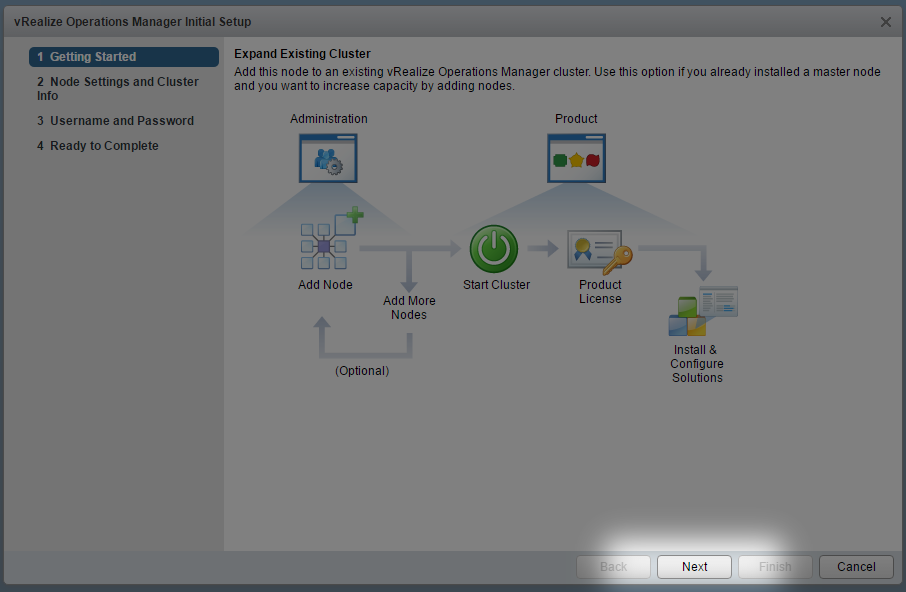 vRealize Operations Manager Initial Setup
1 Getting Started
2 Node Settings and Cluster
Info
3 Username and Password
4 Ready to Complete
Expand Existing Cluster
Add this node to an existing vRealize Operations Manager cluster. Use this option if you already installed a master node
and you want to increase capacity by adding nodes.
Administration
Product
Add Node
Add More
Nodes
(Optional)
Start Cluster
Product
License
Install &
Configure
Solutions
Back
Next
Finish
Cancel